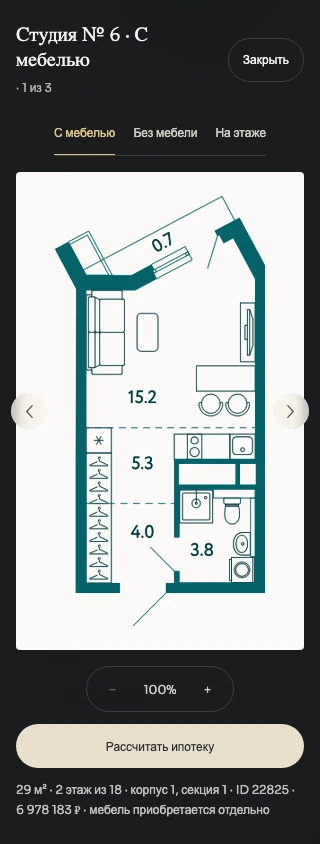 Студия № 6 · С
мебелью
· 1 из 3
Закрыть
С мебелью
Без мебели
На этаже
0.7
15.2
5.3
4.0
3.8
− 100% +
Рассчитать ипотеку
29 м² · 2 этаж из 18 · корпус 1, секция 1 · ID 22825 ·
6 978 183 ₽ · мебель приобретается отдельно